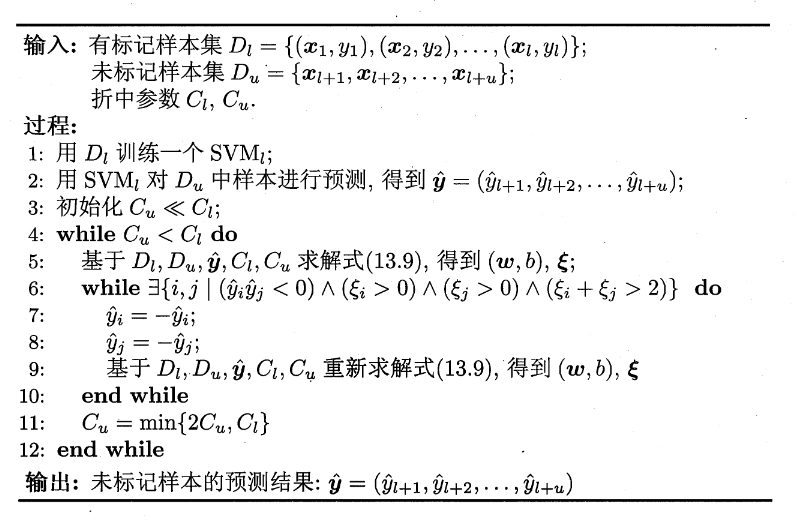 输入: 有标记样本集 $D_l = \{(\boldsymbol{x}_1, y_1), (\boldsymbol{x}_2, y_2), \ldots, (\boldsymbol{x}_l, y_l)\}$;
未标记样本集 $D_u = \{\boldsymbol{x}_{l+1}, \boldsymbol{x}_{l+2}, \ldots, \boldsymbol{x}_{l+u}\}$;
折中参数 $C_l$, $C_u$.
过程:
1: 用 $D_l$ 训练一个 SVM$_l$;
2: 用 SVM$_l$ 对 $D_u$ 中样本进行预测, 得到 $\hat{\boldsymbol{y}} = (\hat{y}_{l+1}, \hat{y}_{l+2}, \ldots, \hat{y}_{l+u})$;
3: 初始化 $C_u \ll C_l$;
4: while $C_u < C_l$ do
5: 基于 $D_l, D_u, \hat{\boldsymbol{y}}, C_l, C_u$ 求解式(13.9), 得到 $(\boldsymbol{w}, b)$, $\boldsymbol{\xi}$;
6: while $\exists\{i, j \mid (\hat{y}_i\hat{y}_j < 0) \wedge (\xi_i > 0) \wedge (\xi_j > 0) \wedge (\xi_i + \xi_j > 2)\}$ do
7: $\hat{y}_i = -\hat{y}_i$;
8: $\hat{y}_j = -\hat{y}_j$;
9: 基于 $D_l, D_u, \hat{\boldsymbol{y}}, C_l, C_u$ 重新求解式(13.9), 得到 $(\boldsymbol{w}, b)$, $\boldsymbol{\xi}$
10: end while
11: $C_u = \min\{2C_u, C_l\}$
12: end while
输出: 未标记样本的预测结果: $\hat{\boldsymbol{y}} = (\hat{y}_{l+1}, \hat{y}_{l+2}, \ldots, \hat{y}_{l+u})$